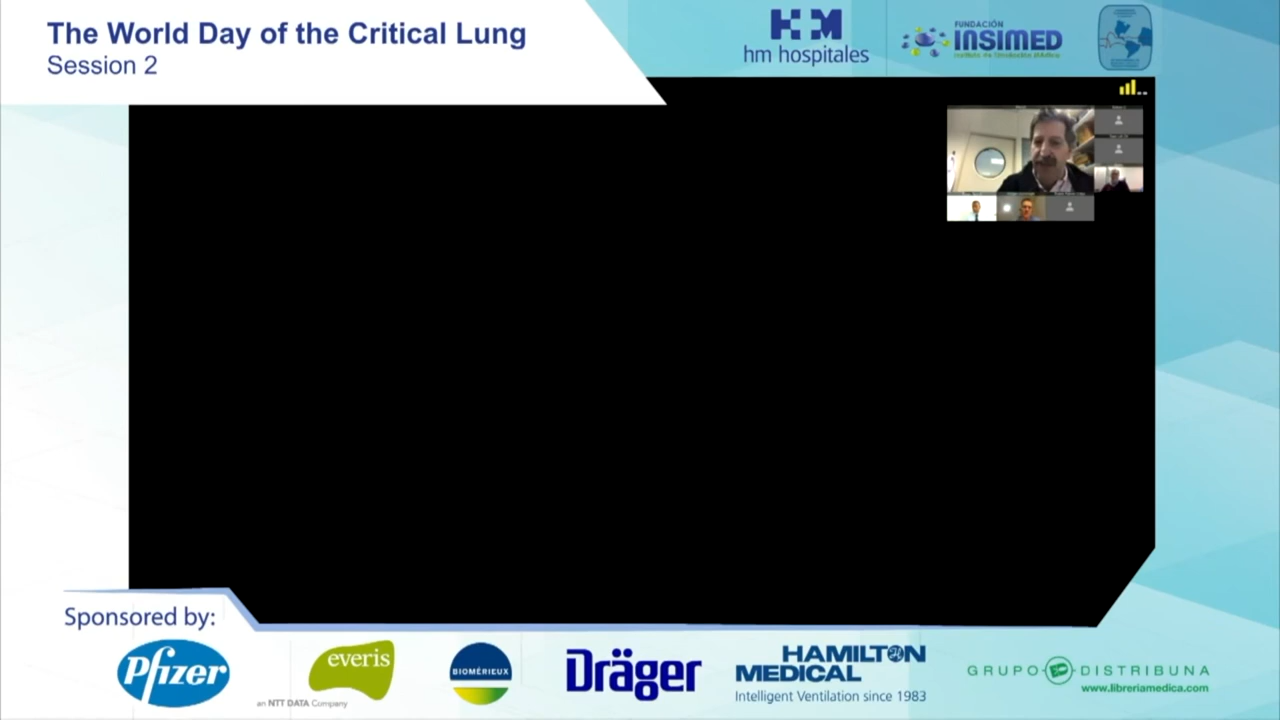 The World Day of the Critical Lung
Session 2
hm hospitales
FUNDACIÓN
INSIMED
Sponsored by:
Pfizer
everis
an NTT DATA Company
BIOMÉRIEUX
Dräger
HAMILTON
MEDICAL
Intelligent Ventilation since 1983
GRUPO DISTRIBUNA
www.libreriamedica.com